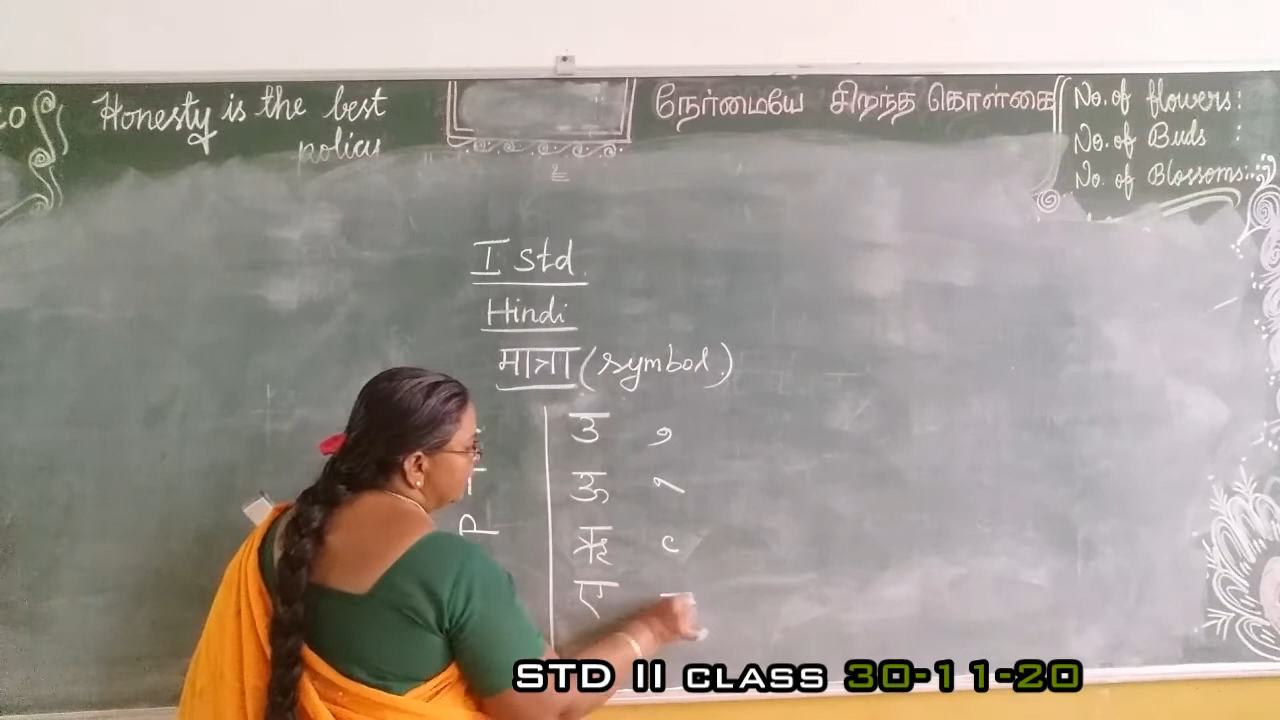 Honesty is the best
policy
நேர்மையே சிறந்த கொள்கை
No. of flowers:
No. of Buds :
No. of Blossoms:
I std.
Hindi
मात्रा (symbol)
उ ु
ऊ ू
ऋ ृ
ए
STD II CLASS 30-11-20